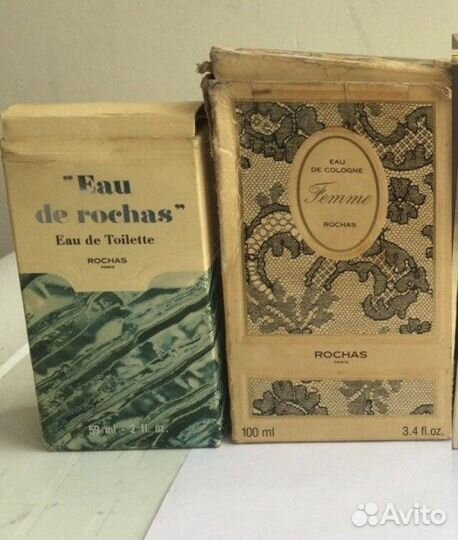 "Eau
de rochas"
Eau de Toilette
ROCHAS
PARIS
59 ml - 2 fl. oz.
EAU
DE COLOGNE
Femme
ROCHAS
ROCHAS
PARIS
100 ml 3.4 fl.oz.
Avito